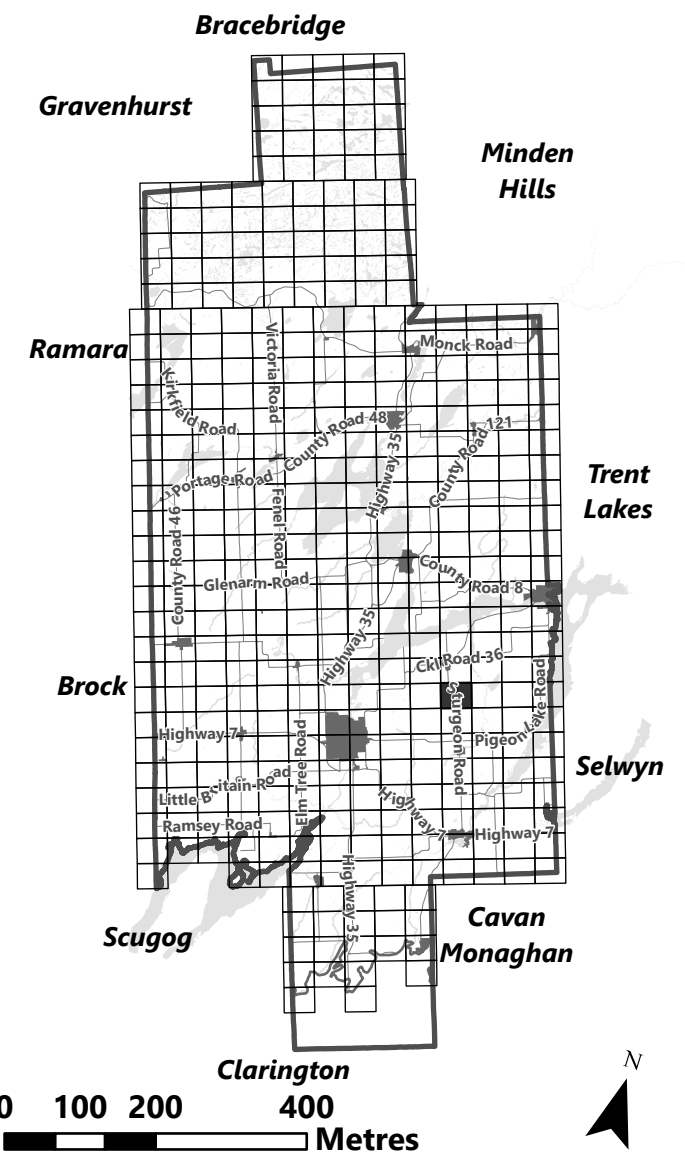 Bracebridge
Gravenhurst
Minden
Hills
Ramara
Monck Road
Victoria Road
Kirkfield Road
County Road 48
County Road 121
Highway 35
Portage Road
Trent
Lakes
Fenel Road
County Road 46
County Road 8
Glenarm Road
Highway 35
Ckl Road 36
Brock
Sturgeon Road
Pigeon Lake Road
Highway 7
Elm Tree Road
Selwyn
Little Britain Road
Highway 7
Ramsey Road
Highway 7
Highway 35
Cavan
Monaghan
Scugog
Clarington
N
0 100 200 400
Metres